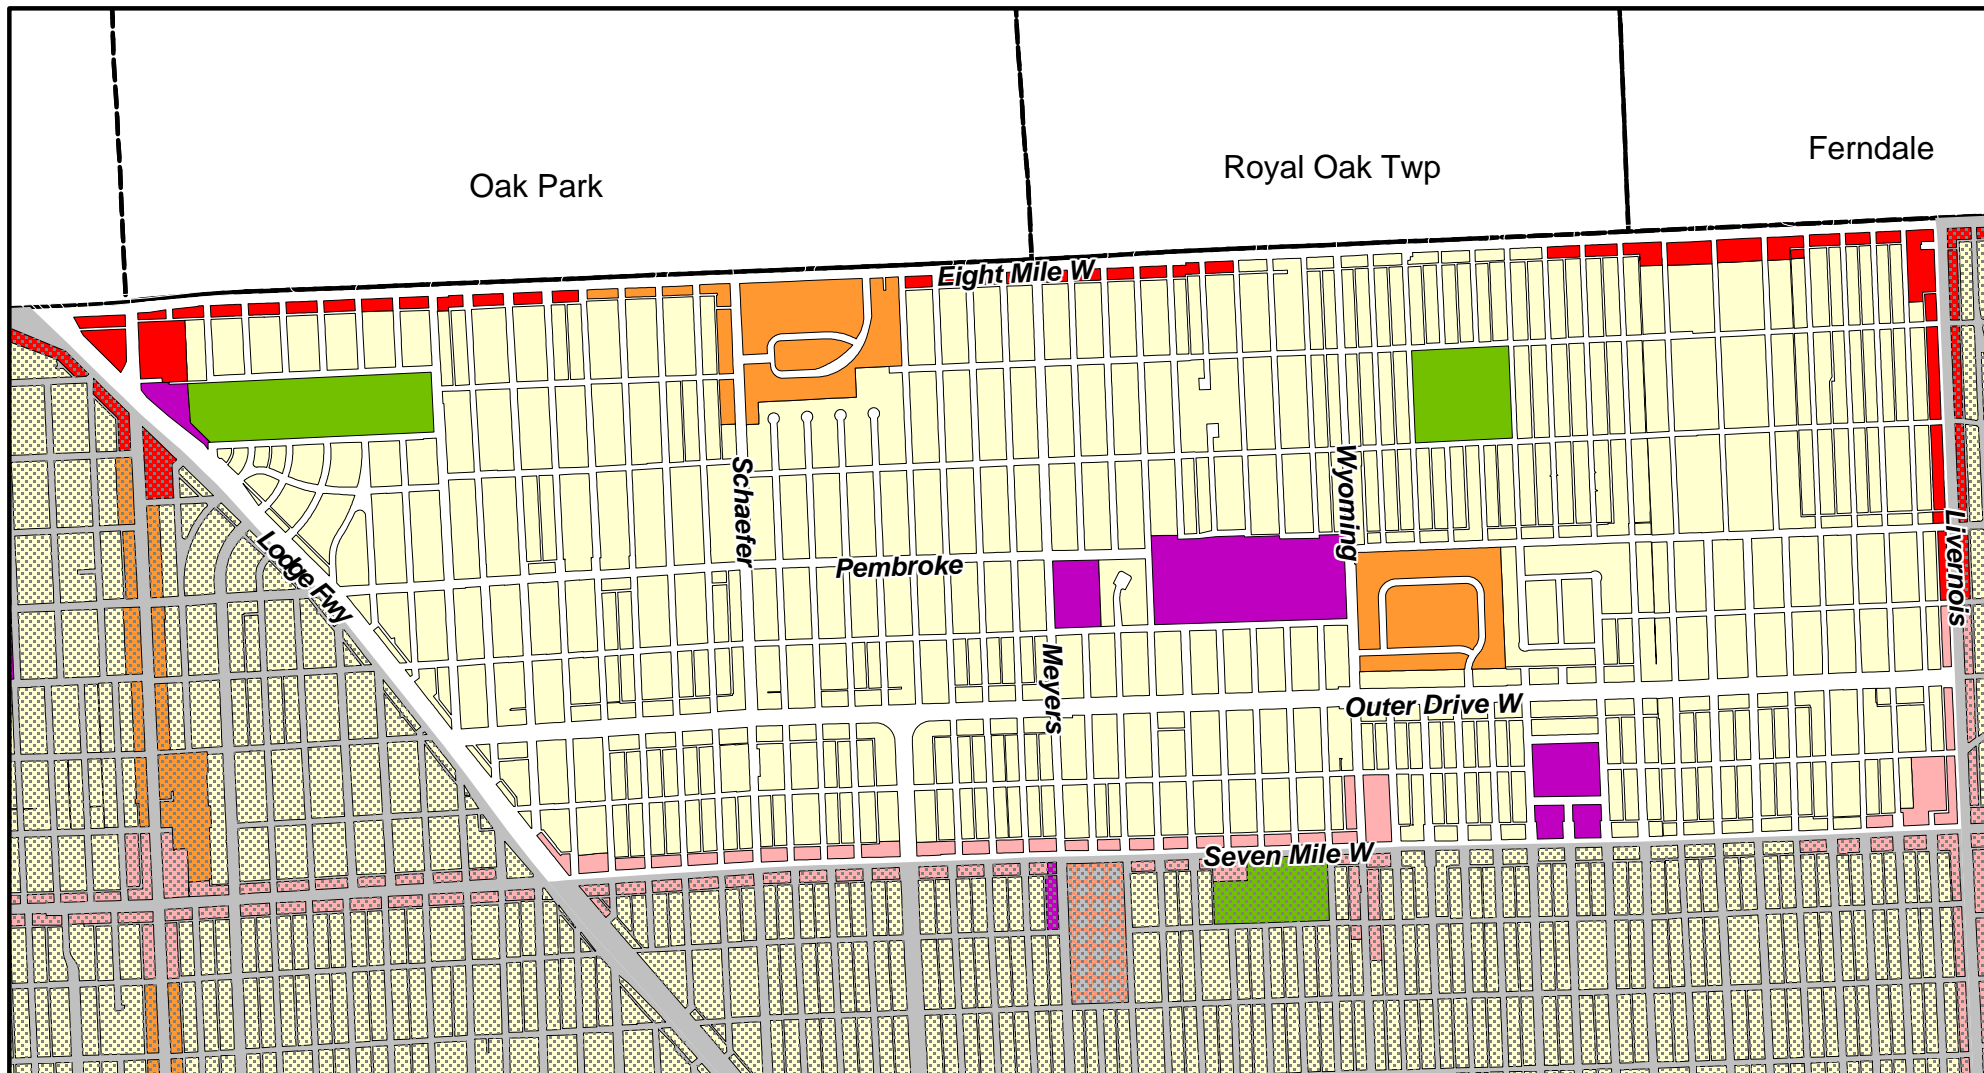 Ferndale
Royal Oak Twp
Oak Park
Eight Mile W
Schaefer
Wyoming
Livernois
Lodge Fwy
Pembroke
Meyers
Outer Drive W
Seven Mile W